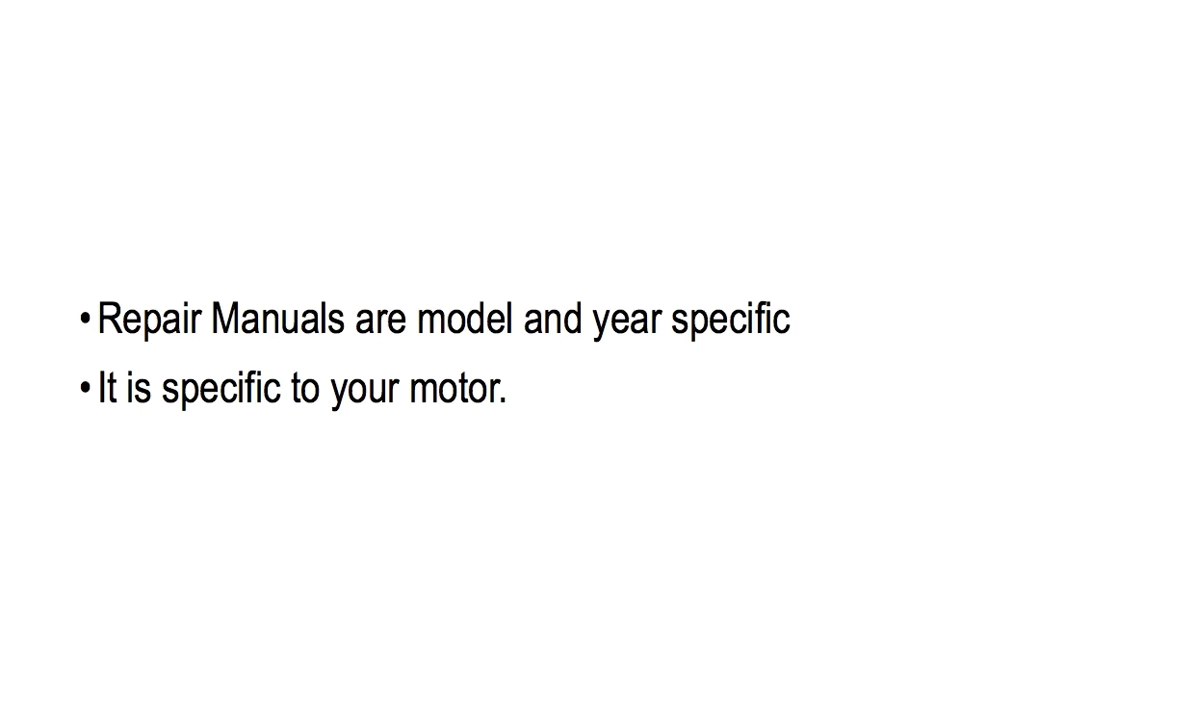 • Repair Manuals are model and year specific
• It is specific to your motor.